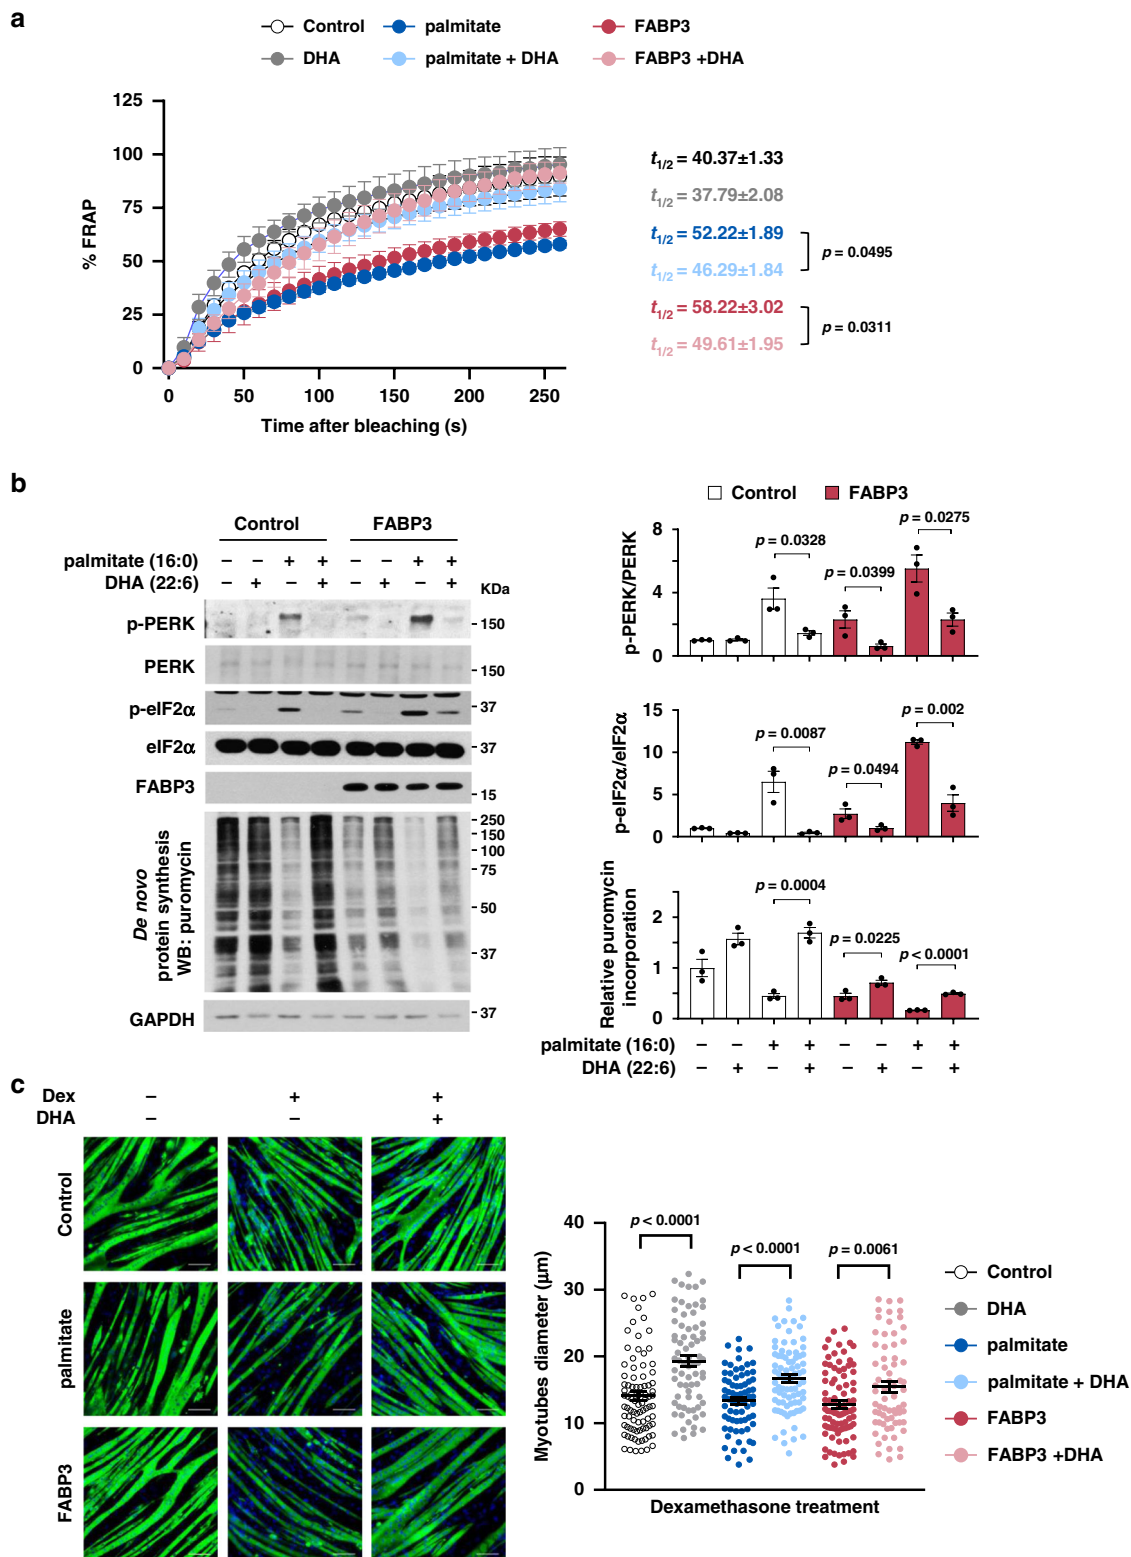 a
Control palmitate FABP3
DHA palmitate + DHA FABP3 +DHA
125
100
75
50
25
0
% FRAP
0 50 100 150 200 250
Time after bleaching (s)
t1/2 = 40.37±1.33
t1/2 = 37.79±2.08
t1/2 = 52.22±1.89
t1/2 = 46.29±1.84
p = 0.0495
t1/2 = 58.22±3.02
t1/2 = 49.61±1.95
p = 0.0311
b
Control FABP3
palmitate (16:0) – – + + – – + +
DHA (22:6) – + – + – + – +
KDa
p-PERK 150
PERK 150
p-eIF2α 37
eIF2α 37
FABP3 15
De novo
protein synthesis
WB: puromycin
250
150
100
75
50
37
GAPDH 37
Control FABP3
p-PERK/PERK
8
4
0
p = 0.0328
p = 0.0399
p = 0.0275
p-eIF2α/eIF2α
15
10
5
0
p = 0.0087
p = 0.0494
p = 0.002
Relative puromycin
incorporation
2
1
0
p = 0.0004
p = 0.0225
p < 0.0001
palmitate (16:0) – – + + – – + +
DHA (22:6) – + – + – + – +
c
Dex – + +
DHA – – +
Control
palmitate
FABP3
Myotubes diameter (μm)
40
30
20
10
0
p < 0.0001
p < 0.0001
p = 0.0061
Dexamethasone treatment
Control
DHA
palmitate
palmitate + DHA
FABP3
FABP3 +DHA